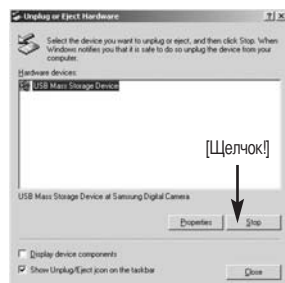 Unplug or Eject Hardware
Select the device you want to unplug or eject, and then click Stop. When
Windows notifies you that it is safe to do so unplug the device from your
computer.
Hardware devices:
USB Mass Storage Device
[Щелчок!]
USB Mass Storage Device at Samsung Digital Camera
Properties
Stop
Display device components
Show Unplug/Eject icon on the taskbar
Close